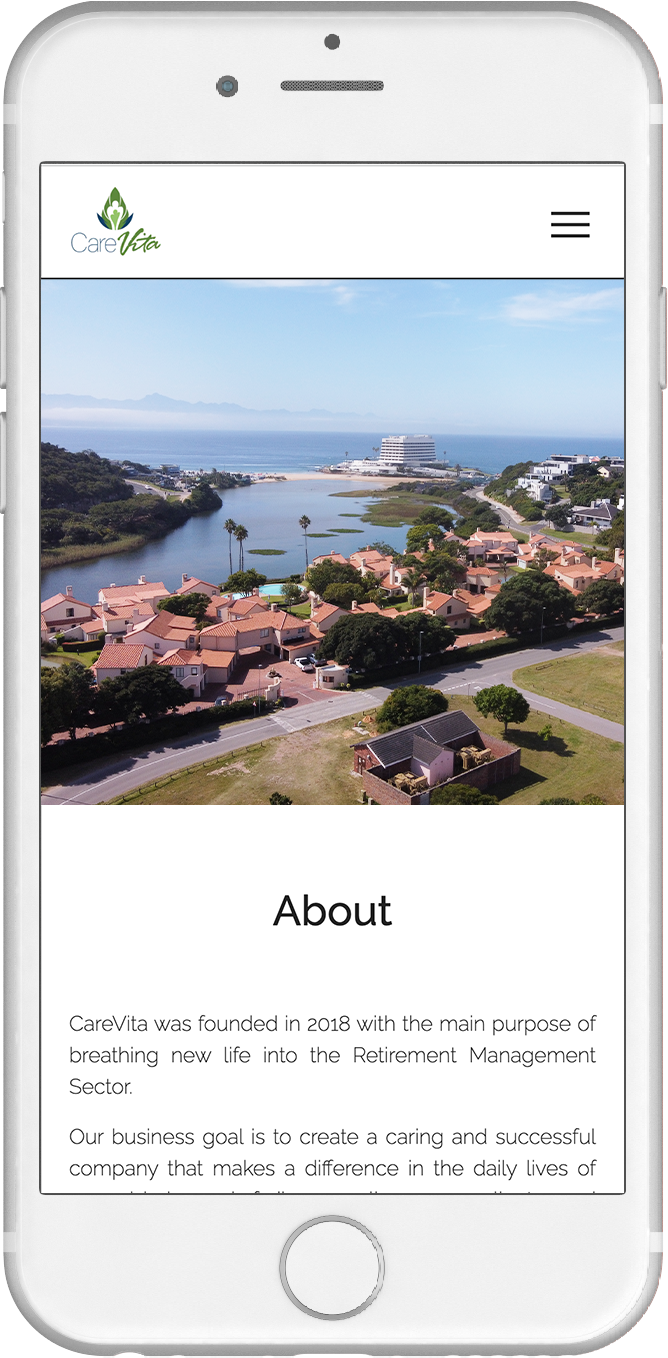 CareVita
About
CareVita was founded in 2018 with the main purpose of
breathing new life into the Retirement Management
Sector.
Our business goal is to create a caring and successful
company that makes a difference in the daily lives of